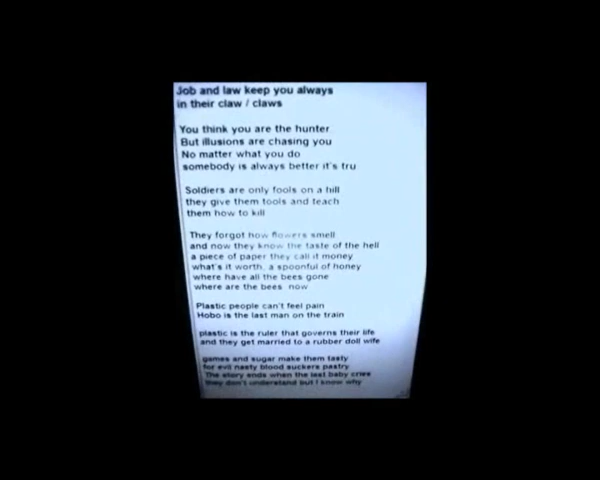 Job and law keep you always
in their claw / claws
You think you are the hunter
But illusions are chasing you
No matter what you do
somebody is always better it's tru
Soldiers are only fools on a hill
they give them tools and teach
them how to kill
They forgot how flowers smell
and now they know the taste of the hell
a piece of paper they call it money
what's it worth, a spoonful of honey
where have all the bees gone
where are the bees now
Plastic people can't feel pain
Hobo is the last man on the train
plastic is the ruler that governs their life
and they get married to a rubber doll wife
games and sugar make them tasty
for evil nasty blood suckers pastry
The story ends when the last baby cries
they don't understand but I know why